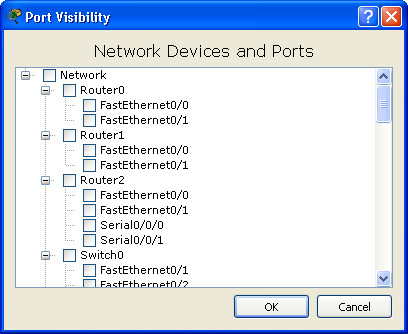 Port Visibility
Network Devices and Ports
Network
Router0
FastEthernet0/0
FastEthernet0/1
Router1
FastEthernet0/0
FastEthernet0/1
Router2
FastEthernet0/0
FastEthernet0/1
Serial0/0/0
Serial0/0/1
Switch0
FastEthernet0/1
FastEthernet0/2
OK
Cancel